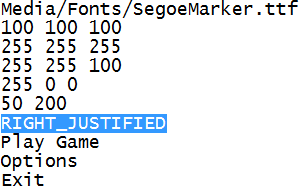 Media/Fonts/SegoeMarker.ttf
100 100 100
255 255 255
255 255 100
255 0 0
50 200
RIGHT_JUSTIFIED
Play Game
Options
Exit